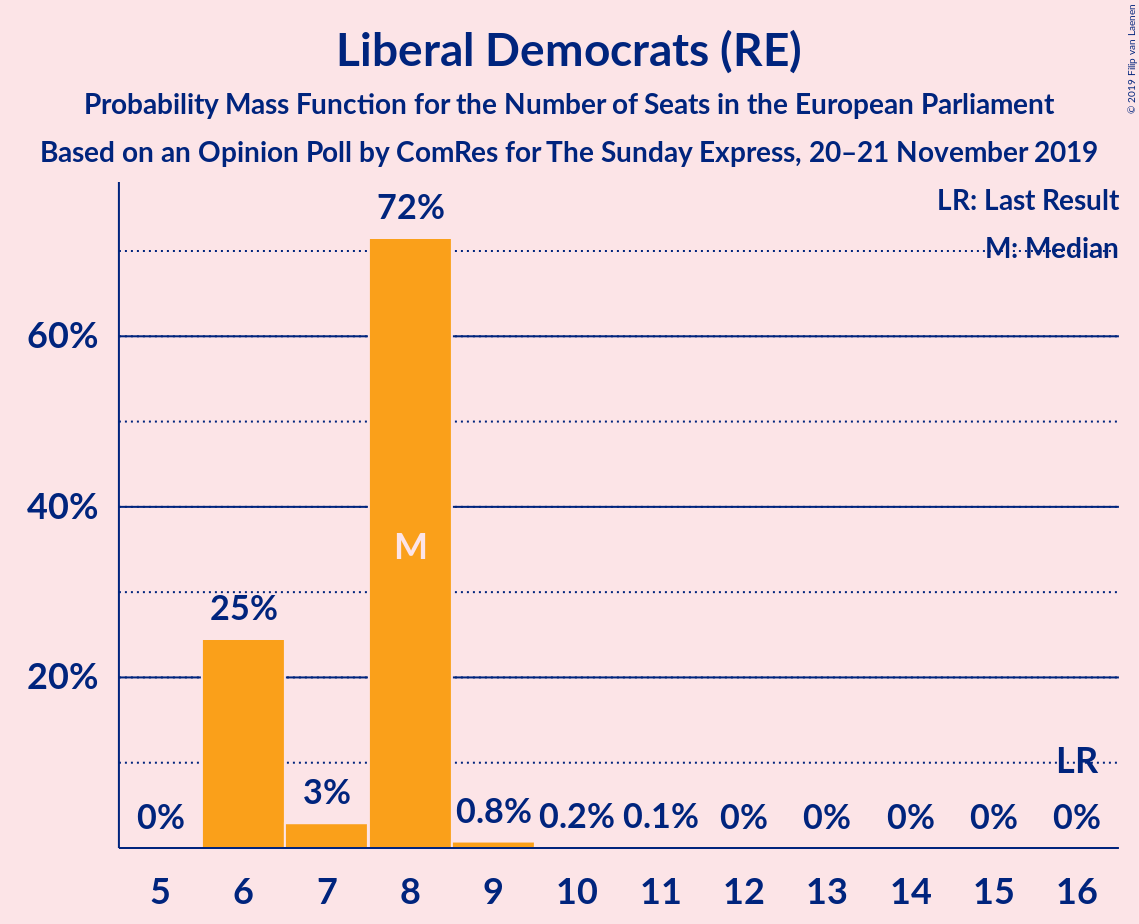 Liberal Democrats (RE)
Probability Mass Function for the Number of Seats in the European Parliament
Based on an Opinion Poll by ComRes for The Sunday Express, 20–21 November 2019
© 2019 Filip van Laenen
LR: Last Result
M: Median
72%
60%
40%
M
25%
20%
LR
0%
3%
0.8%
0.2%
0.1%
0%
0%
0%
0%
0%
5 6 7 8 9 10 11 12 13 14 15 16